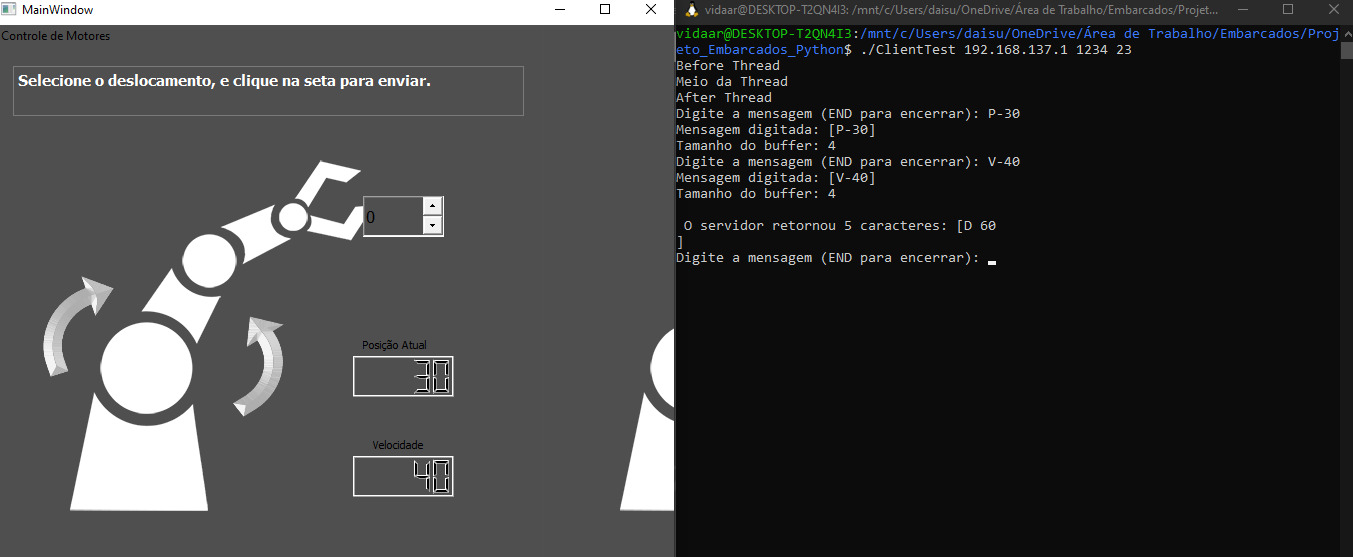 MainWindow
Controle de Motores
Selecione o deslocamento, e clique na seta para enviar.
0
Posição Atual
30
Velocidade
40
vidaar@DESKTOP-T2QN4I3: /mnt/c/Users/daisu/OneDrive/Área de Trabalho/Embarcados/Projet...
vidaar@DESKTOP-T2QN4I3:/mnt/c/Users/daisu/OneDrive/Área de Trabalho/Embarcados/Proj
eto_Embarcados_Python$ ./ClientTest 192.168.137.1 1234 23
Before Thread
Meio da Thread
After Thread
Digite a mensagem (END para encerrar): P-30
Mensagem digitada: [P-30]
Tamanho do buffer: 4
Digite a mensagem (END para encerrar): V-40
Mensagem digitada: [V-40]
Tamanho do buffer: 4
O servidor retornou 5 caracteres: [D 60
]
Digite a mensagem (END para encerrar):